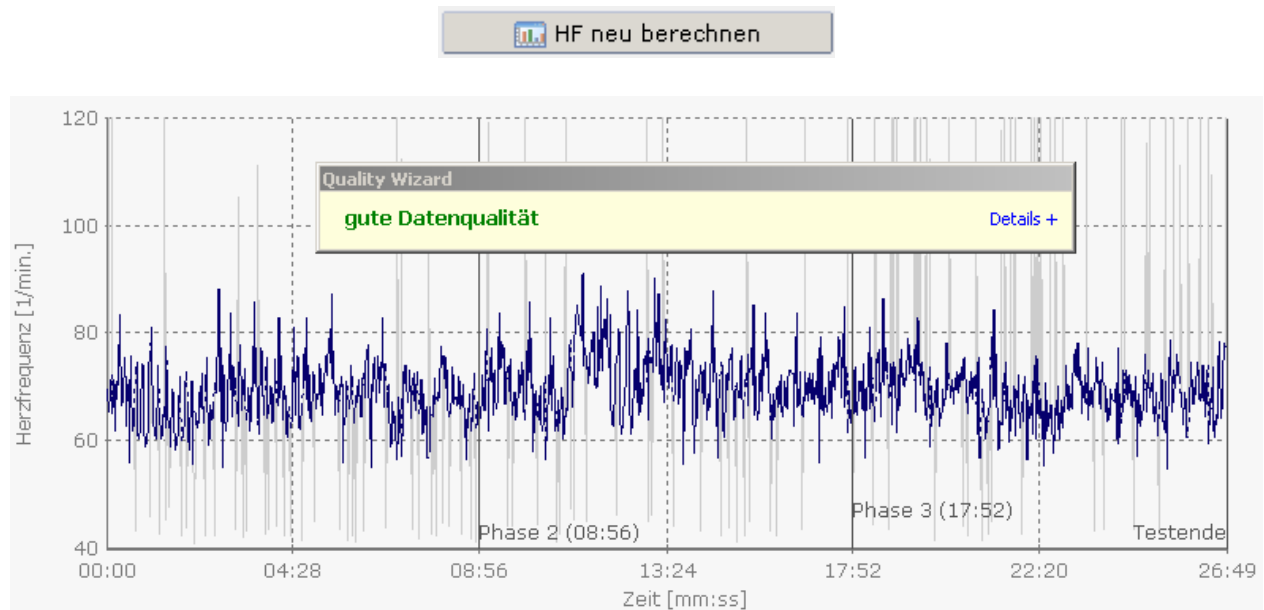 HF neu berechnen
120
Quality Wizard
gute Datenqualität Details +
100
80
60
40
Herzfrequenz [1/min.]
Phase 2 (08:56)
Phase 3 (17:52)
Testende
00:00 04:28 08:56 13:24 17:52 22:20 26:49
Zeit [mm:ss]